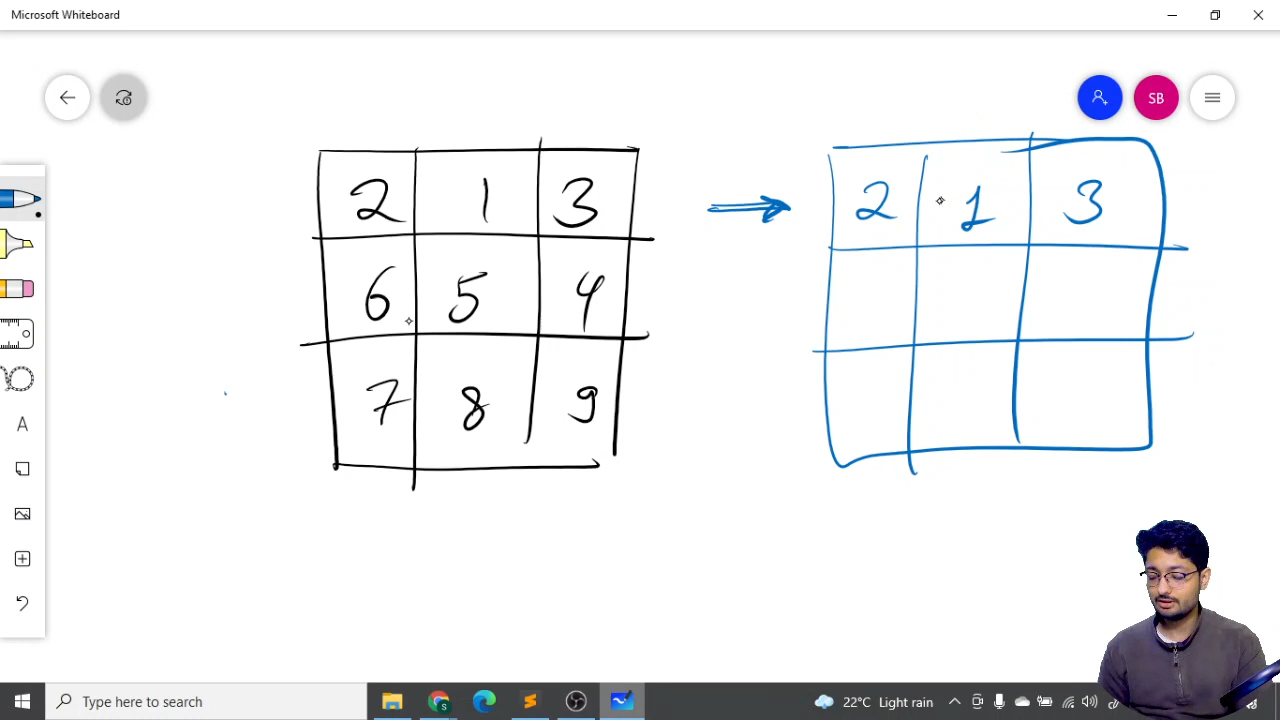 Microsoft Whiteboard
SB
2 1 3
6 5 4
7 8 9
2 1 3
A
Type here to search
22°C Light rain